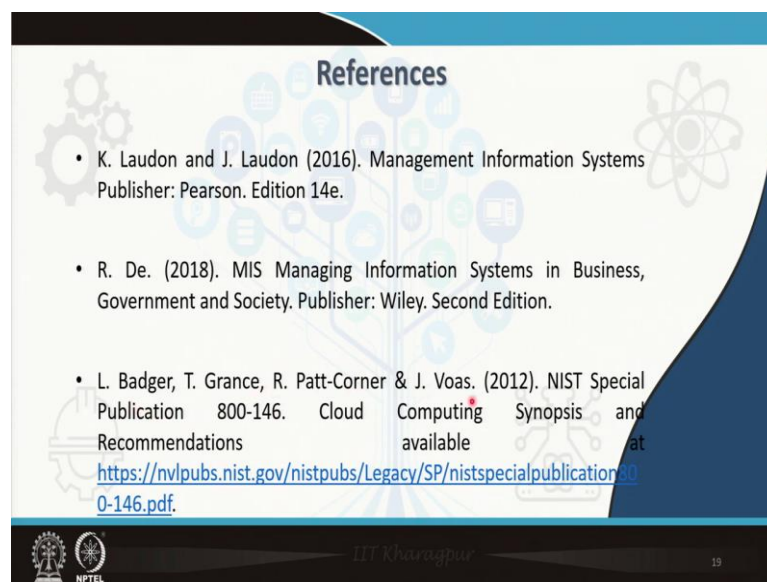 References
• K. Laudon and J. Laudon (2016). Management Information Systems
Publisher: Pearson. Edition 14e.
• R. De. (2018). MIS Managing Information Systems in Business,
Government and Society. Publisher: Wiley. Second Edition.
• L. Badger, T. Grance, R. Patt-Corner & J. Voas. (2012). NIST Special
Publication 800-146. Cloud Computing Synopsis and
Recommendations available at
https://nvlpubs.nist.gov/nistpubs/Legacy/SP/nistspecialpublication80
0-146.pdf.
NPTEL
IIT Kharagpur
19